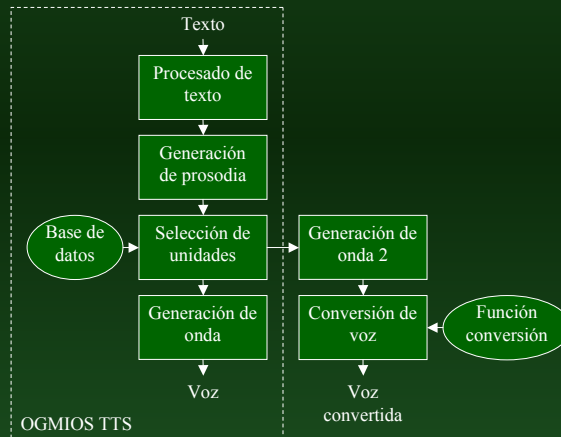 Texto
Procesado de
texto
Generación
de prosodia
Base de
datos
Selección de
unidades
Generación de
onda 2
Generación de
onda
Conversión de
voz
Función
conversión
Voz
Voz
convertida
OGMIOS TTS